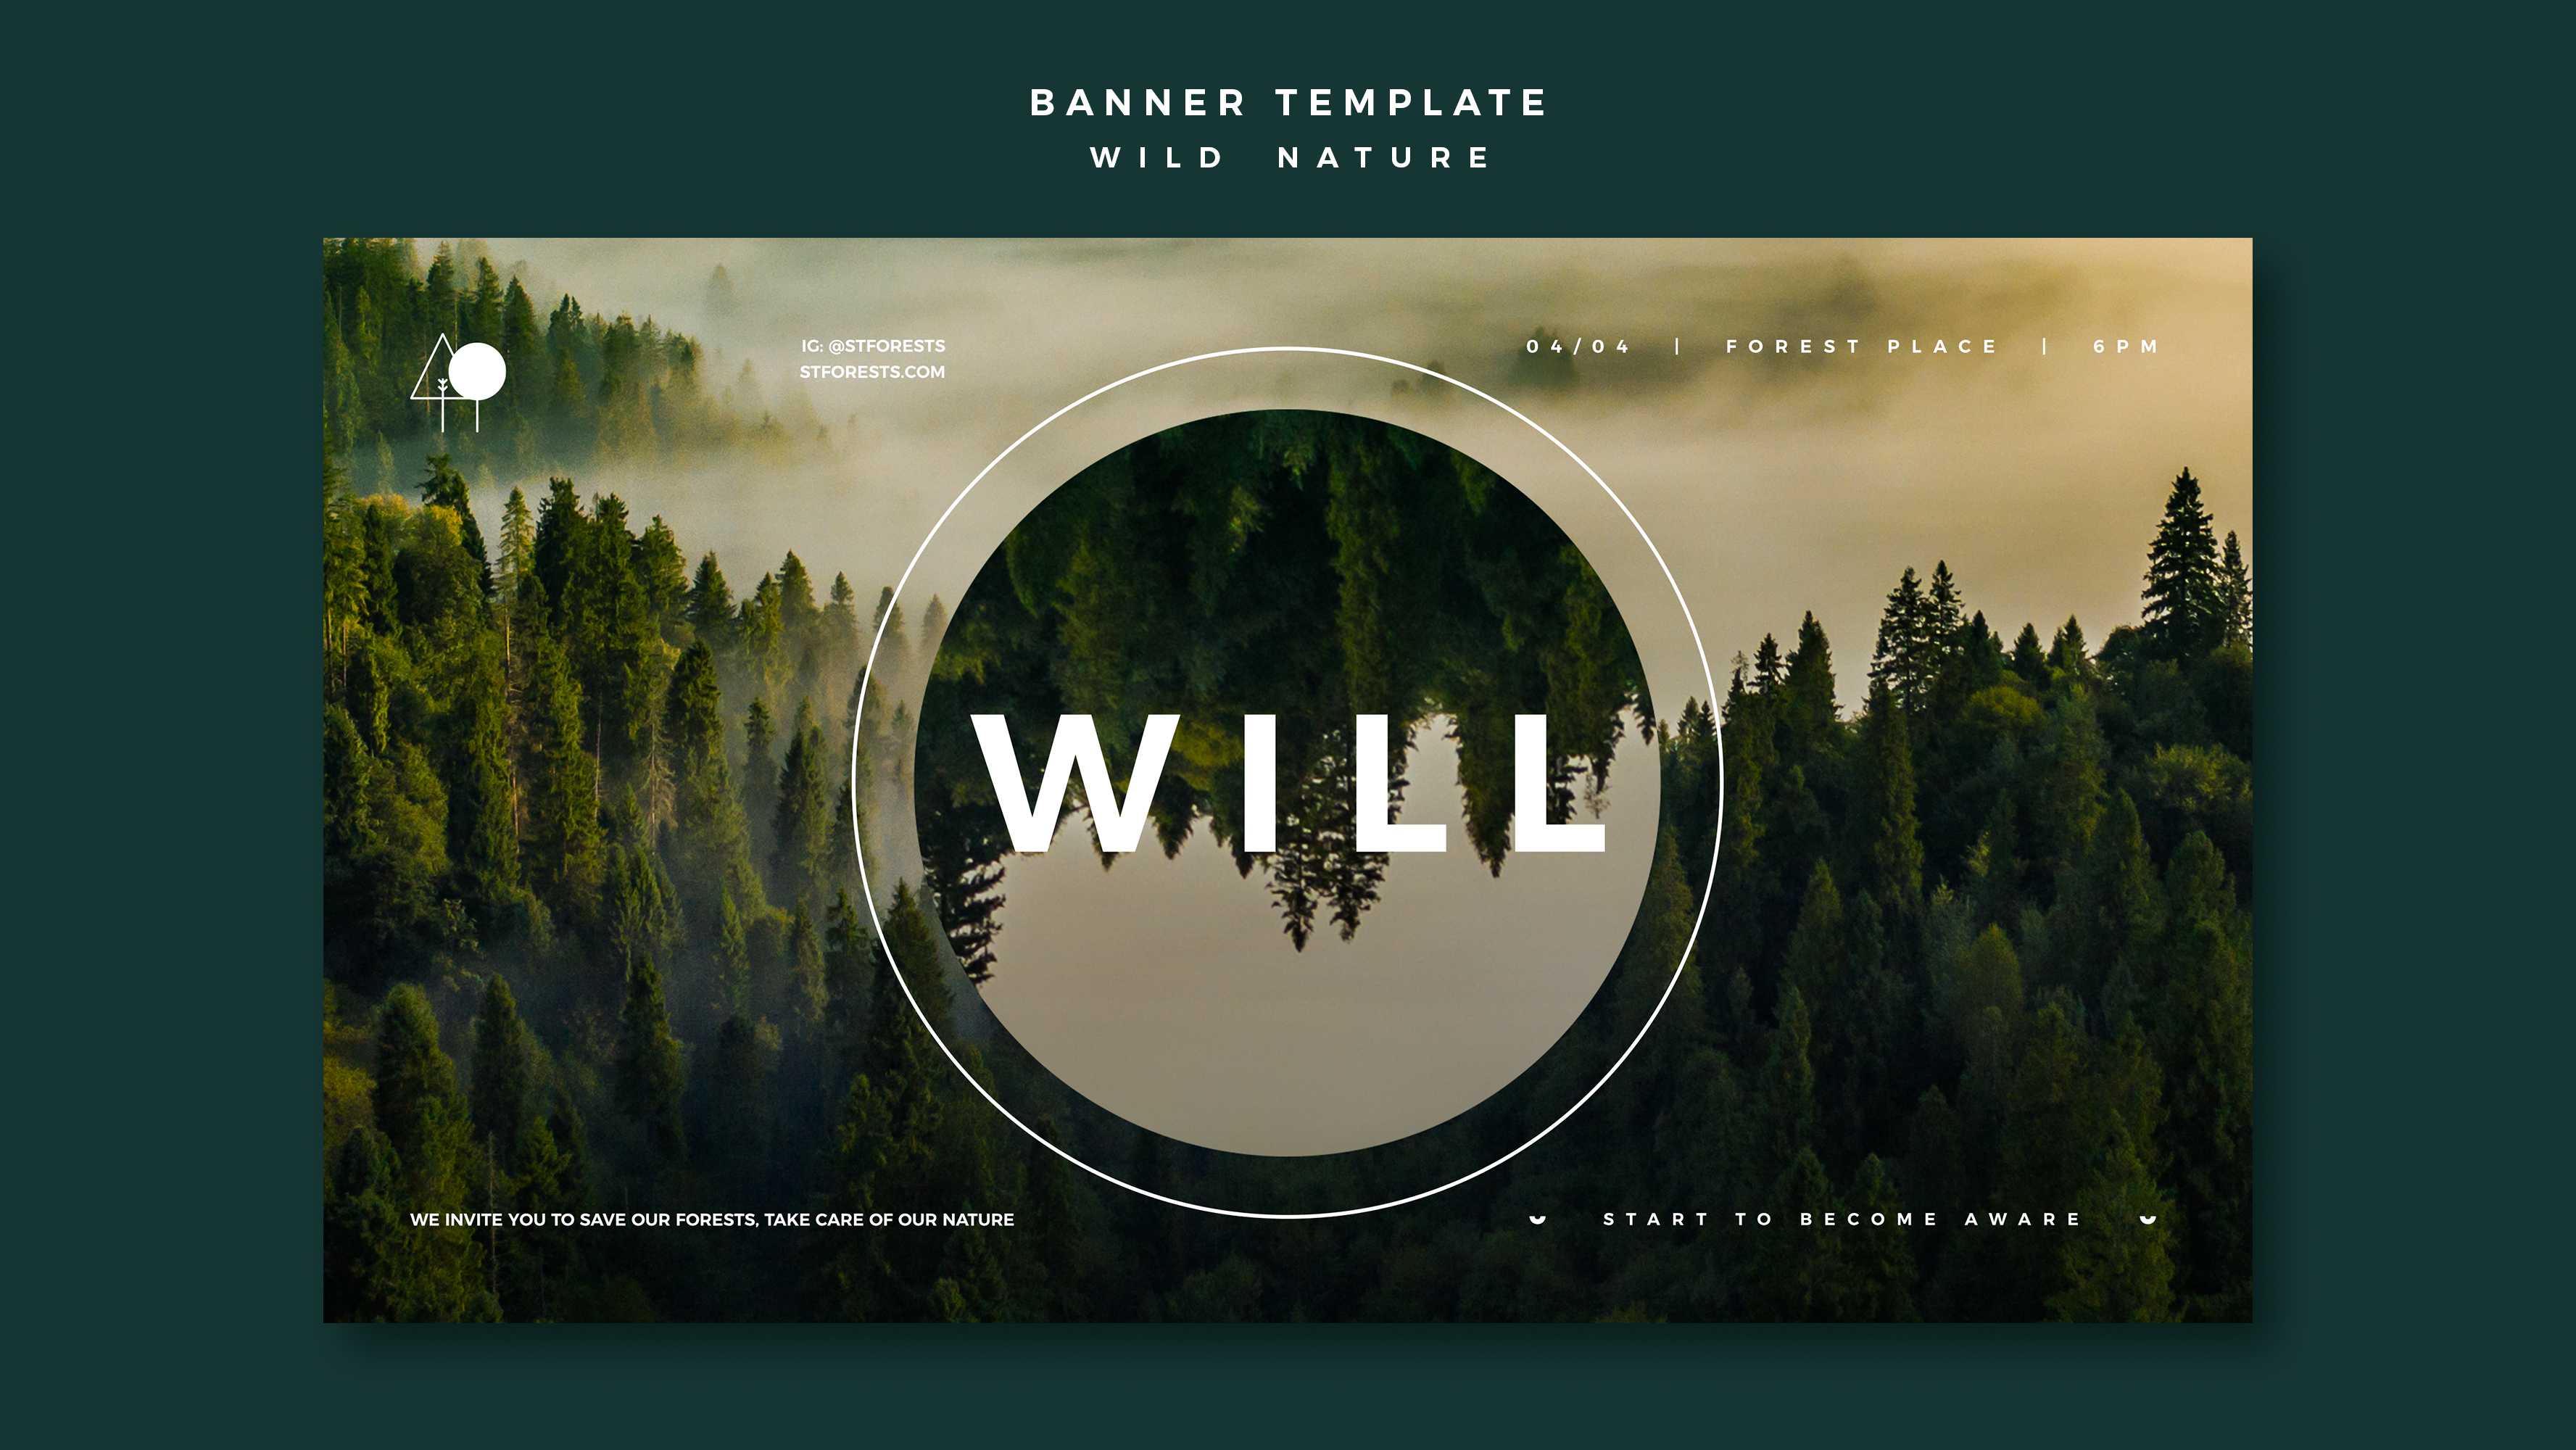 BANNER TEMPLATE
WILD NATURE
IG: @STFORESTS
STFORESTS.COM
04/04 | FOREST PLACE | 6PM
WILL
WE INVITE YOU TO SAVE OUR FORESTS, TAKE CARE OF OUR NATURE
START TO BECOME AWARE